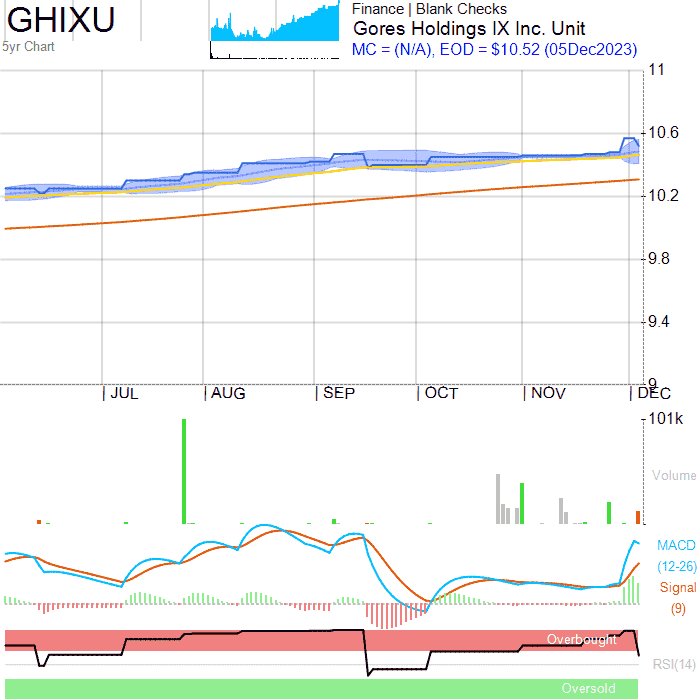 GHIXU
5yr Chart
Finance | Blank Checks
Gores Holdings IX Inc. Unit
MC = (N/A), EOD = $10.52 (05Dec2023)
11
10.6
10.2
9.8
9.4
9
JUL AUG SEP OCT NOV DEC
101k
Volume
MACD
(12-26)
Signal
(9)
Overbought
RSI(14)
Oversold